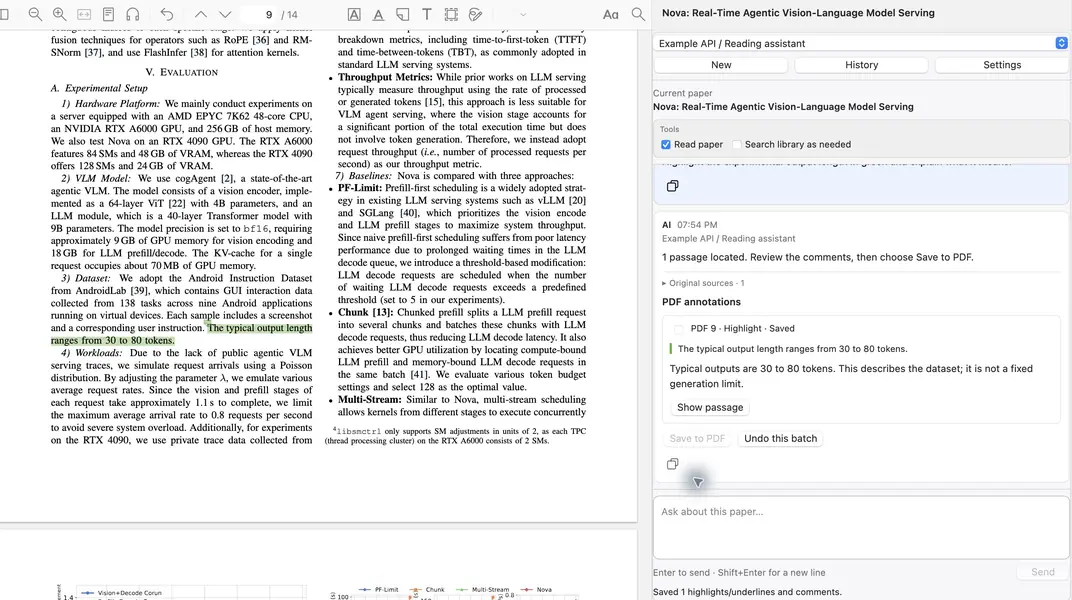 9 / 14
Aa
fusion techniques for operators such as RoPE [36] and RM-
SNorm [37], and use FlashInfer [38] for attention kernels.
V. EVALUATION
A. Experimental Setup
1) Hardware Platform: We mainly conduct experiments on
a server equipped with an AMD EPYC 7K62 48-core CPU,
an NVIDIA RTX A6000 GPU, and 256 GB of host memory.
We also test Nova on an RTX 4090 GPU. The RTX A6000
features 84 SMs and 48 GB of VRAM, whereas the RTX 4090
offers 128 SMs and 24 GB of VRAM.
2) VLM Model: We use cogAgent [2], a state-of-the-art
agentic VLM. The model consists of a vision encoder, imple-
mented as a 64-layer ViT [22] with 4B parameters, and an
LLM module, which is a 40-layer Transformer model with
9B parameters. The model precision is set to bf16, requiring
approximately 9 GB of GPU memory for vision encoding and
18 GB for LLM prefill/decode. The KV-cache for a single
request occupies about 70 MB of GPU memory.
3) Dataset: We adopt the Android Instruction Dataset
from AndroidLab [39], which contains GUI interaction data
collected from 138 tasks across nine Android applications
running on virtual devices. Each sample includes a screenshot
and a corresponding user instruction. The typical output length
ranges from 30 to 80 tokens.
4) Workloads: Due to the lack of public agentic VLM
serving traces, we simulate request arrivals using a Poisson
distribution. By adjusting the parameter λ, we emulate various
average request rates. Since the vision and prefill stages of
each request take approximately 1.1 s to complete, we limit
the maximum average arrival rate to 0.8 requests per second
to avoid severe system overload. Additionally, for experiments
on the RTX 4090, we use private trace data collected from
breakdown metrics, including time-to-first-token (TTFT)
and time-between-tokens (TBT), as commonly adopted in
standard LLM serving systems.
• Throughput Metrics: While prior works on LLM serving
typically measure throughput using the rate of processed
or generated tokens [15], this approach is less suitable for
VLM agent serving, where the vision stage accounts for
a significant portion of the total execution time but does
not involve token generation. Therefore, we instead adopt
request throughput (i.e., number of processed requests per
second) as our throughput metric.
7) Baselines: Nova is compared with three approaches:
• PF-Limit: Prefill-first scheduling is a widely adopted strat-
egy in existing LLM serving systems such as vLLM [20]
and SGLang [40], which prioritizes the vision encode
and LLM prefill stages to maximize system throughput.
Since naive prefill-first scheduling suffers from poor latency
performance due to prolonged waiting times in the LLM
decode queue, we introduce a threshold-based modification:
LLM decode requests are scheduled when the number
of waiting LLM decode requests exceeds a predefined
threshold (set to 5 in our experiments).
• Chunk [13]: Chunked prefill splits a LLM prefill request
into several chunks and batches these chunks with LLM
decode requests, thus reducing LLM decode latency. It also
achieves better GPU utilization by locating compute-bound
LLM prefill and memory-bound LLM decode requests in
the same batch [41]. We evaluate various token budget
settings and select 128 as the optimal value.
• Multi-Stream: Similar to Nova, multi-stream scheduling
allows kernels from different stages to execute concurrently
4libsmctrl only supports SM adjustments in units of 2, as each TPC
(thread processing cluster) on the RTX A6000 consists of 2 SMs.
Vision+Decode Corun
1.4
PF-Limit Chunk Multi-Stream Nova
100
0.8
Nova: Real-Time Agentic Vision-Language Model Serving
Example API / Reading assistant
New History Settings
Current paper
Nova: Real-Time Agentic Vision-Language Model Serving
Tools
Read paper Search library as needed
AI 07:54 PM
Example API / Reading assistant
1 passage located. Review the comments, then choose Save to PDF.
▸ Original sources · 1
PDF annotations
PDF 9 · Highlight · Saved
The typical output length ranges from 30 to 80 tokens.
Typical outputs are 30 to 80 tokens. This describes the dataset; it is not a fixed
generation limit.
Show passage
Save to PDF Undo this batch
Ask about this paper...
Enter to send · Shift+Enter for a new line
Send
Saved 1 highlights/underlines and comments.